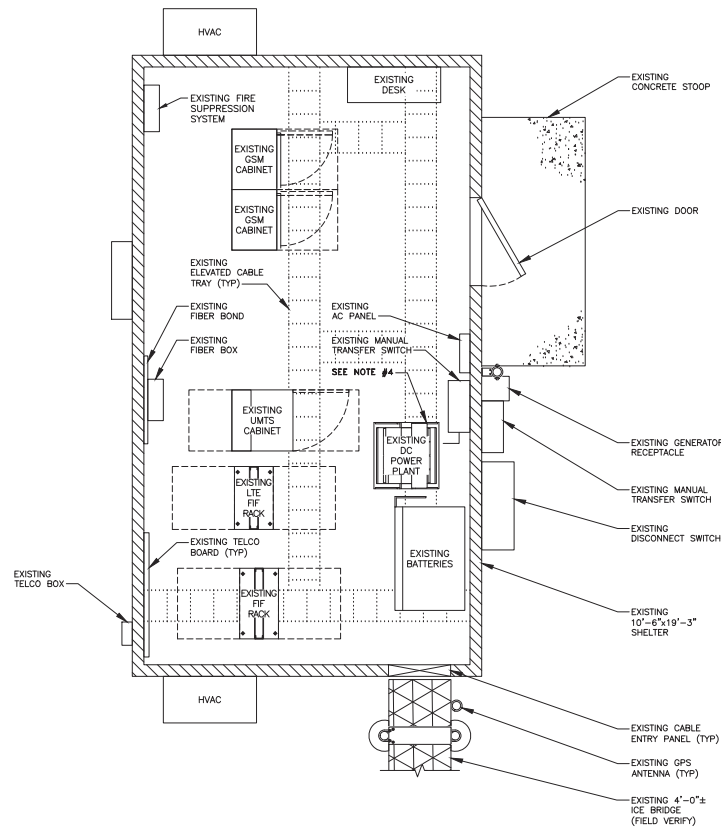 HVAC
EXISTING
DESK
EXISTING
CONCRETE STOOP
EXISTING FIRE
SUPPRESSION
SYSTEM
EXISTING
GSM
CABINET
EXISTING
GSM
CABINET
EXISTING DOOR
EXISTING
ELEVATED CABLE
TRAY (TYP)
EXISTING
FIBER BOND
EXISTING
FIBER BOX
EXISTING
AC PANEL
EXISTING MANUAL
TRANSFER SWITCH
SEE NOTE #4
EXISTING
UMTS
CABINET
EXISTING
DC
POWER
PLANT
EXISTING GENERATOR
RECEPTACLE
EXISTING
LTE
FIF
RACK
EXISTING MANUAL
TRANSFER SWITCH
EXISTING
DISCONNECT SWITCH
EXISTING TELCO
BOARD (TYP)
EXISTING
BATTERIES
EXISTING
TELCO BOX
EXISTING
FIF
RACK
EXISTING
10'-6"x19'-3"
SHELTER
HVAC
EXISTING CABLE
ENTRY PANEL (TYP)
EXISTING GPS
ANTENNA (TYP)
EXISTING 4'-0"±
ICE BRIDGE
(FIELD VERIFY)